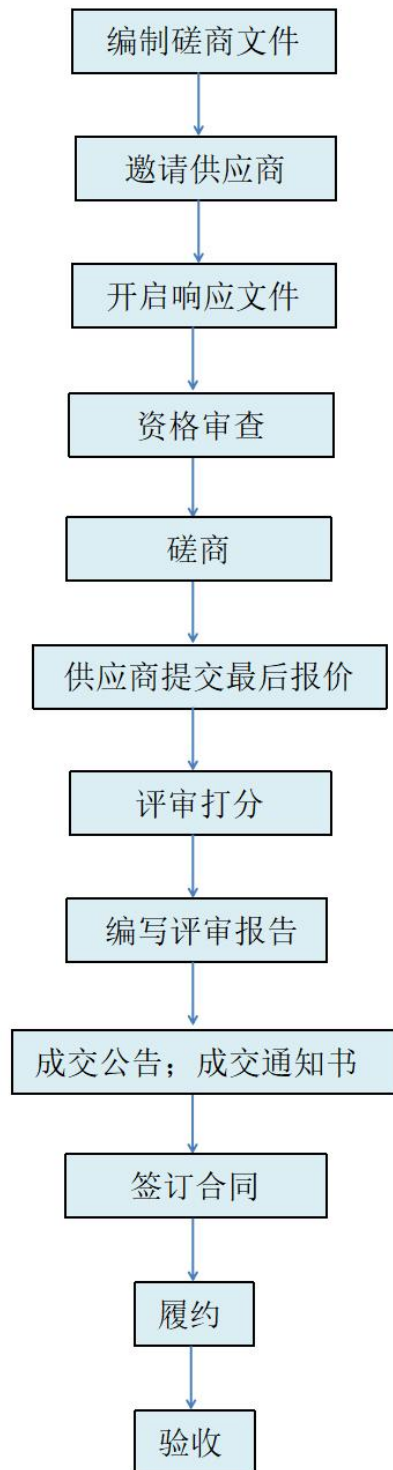 编制磋商文件
邀请供应商
开启响应文件
资格审查
磋商
供应商提交最后报价
评审打分
编写评审报告
成交公告；成交通知书
签订合同
履约
验收